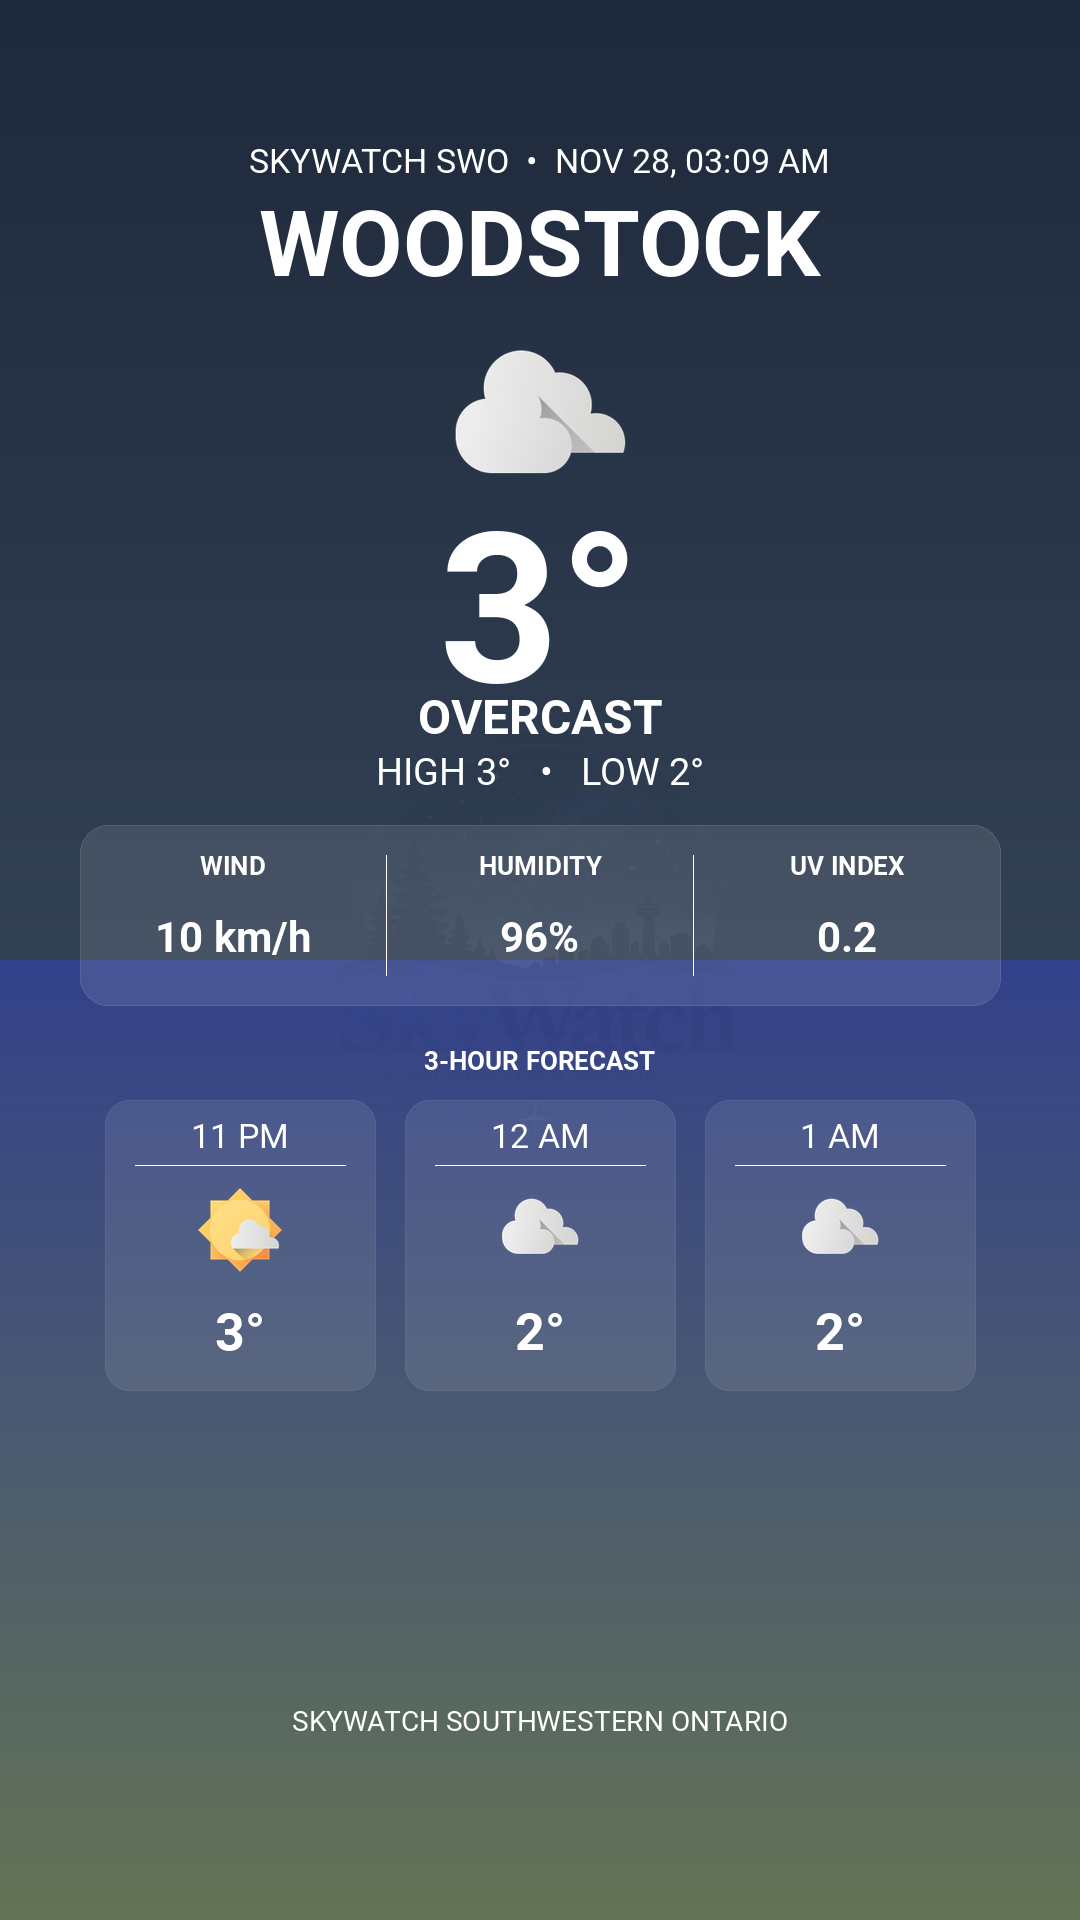 SKYWATCH SWO • NOV 28, 03:09 AM
WOODSTOCK
3°
OVERCAST
HIGH 3° • LOW 2°
WIND HUMIDITY UV INDEX
10 km/h 96% 0.2
SkyWatch
3-HOUR FORECAST
11 PM 12 AM 1 AM
3° 2° 2°
SKYWATCH SOUTHWESTERN ONTARIO